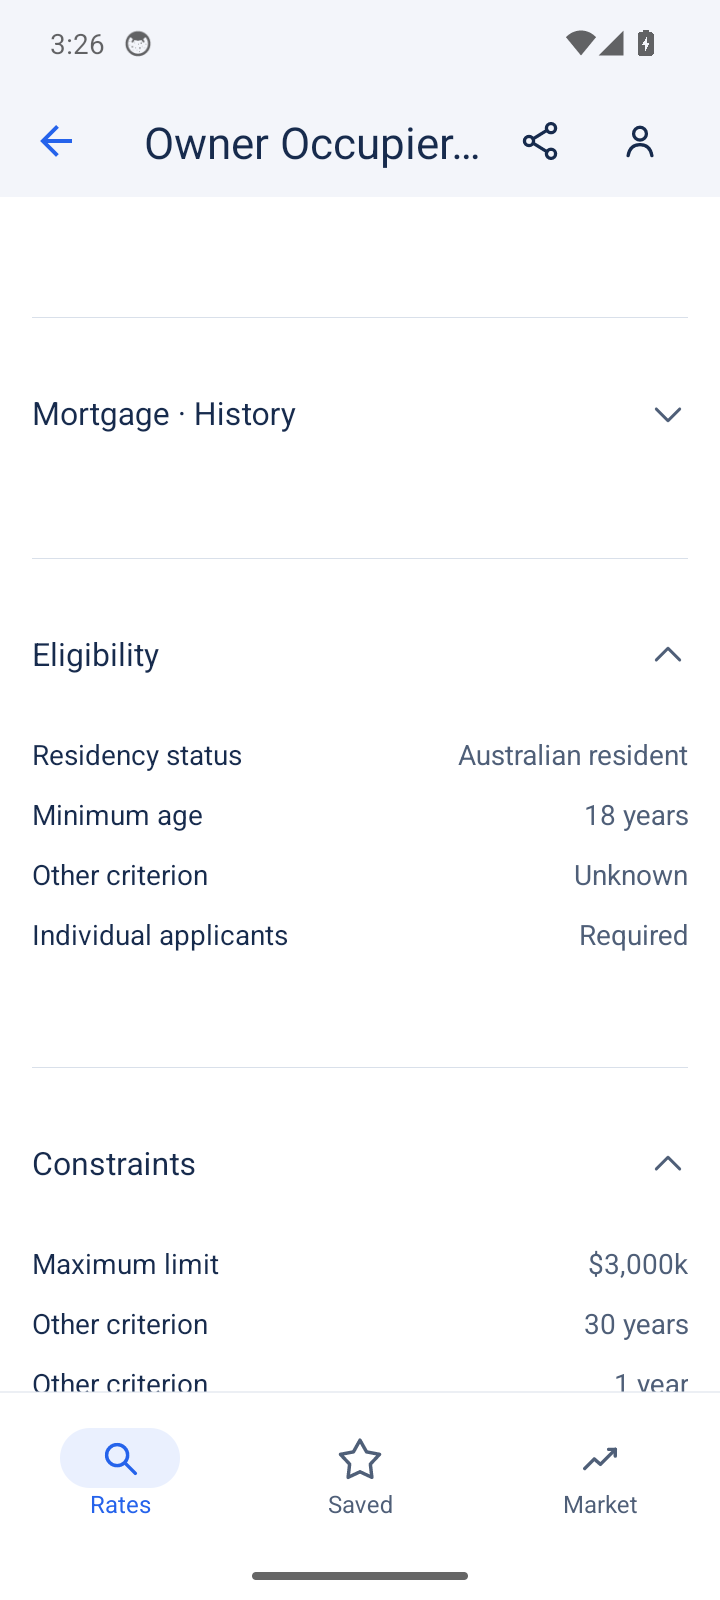 3:26
Owner Occupier...
Mortgage · History
Eligibility
Residency status Australian resident
Minimum age 18 years
Other criterion Unknown
Individual applicants Required
Constraints
Maximum limit $3,000k
Other criterion 30 years
Other criterion 1 year
Rates Saved Market